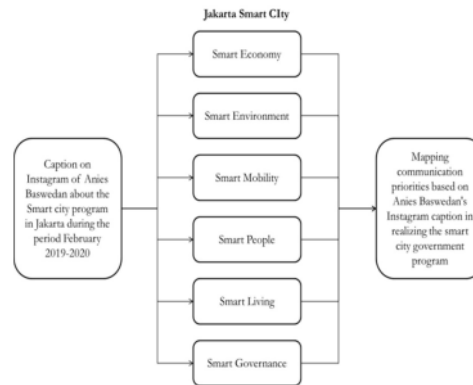 Jakarta Smart CIty
Smart Economy
Smart Environment
Smart Mobility
Smart People
Smart Living
Smart Governance
Caption on
Instagram of Anies
Baswedan about the
Smart city program
in Jakarta during the
period February
2019-2020
Mapping
communication
priorities based on
Anies Baswedan's
Instagram caption in
realizing the smart
city government
program